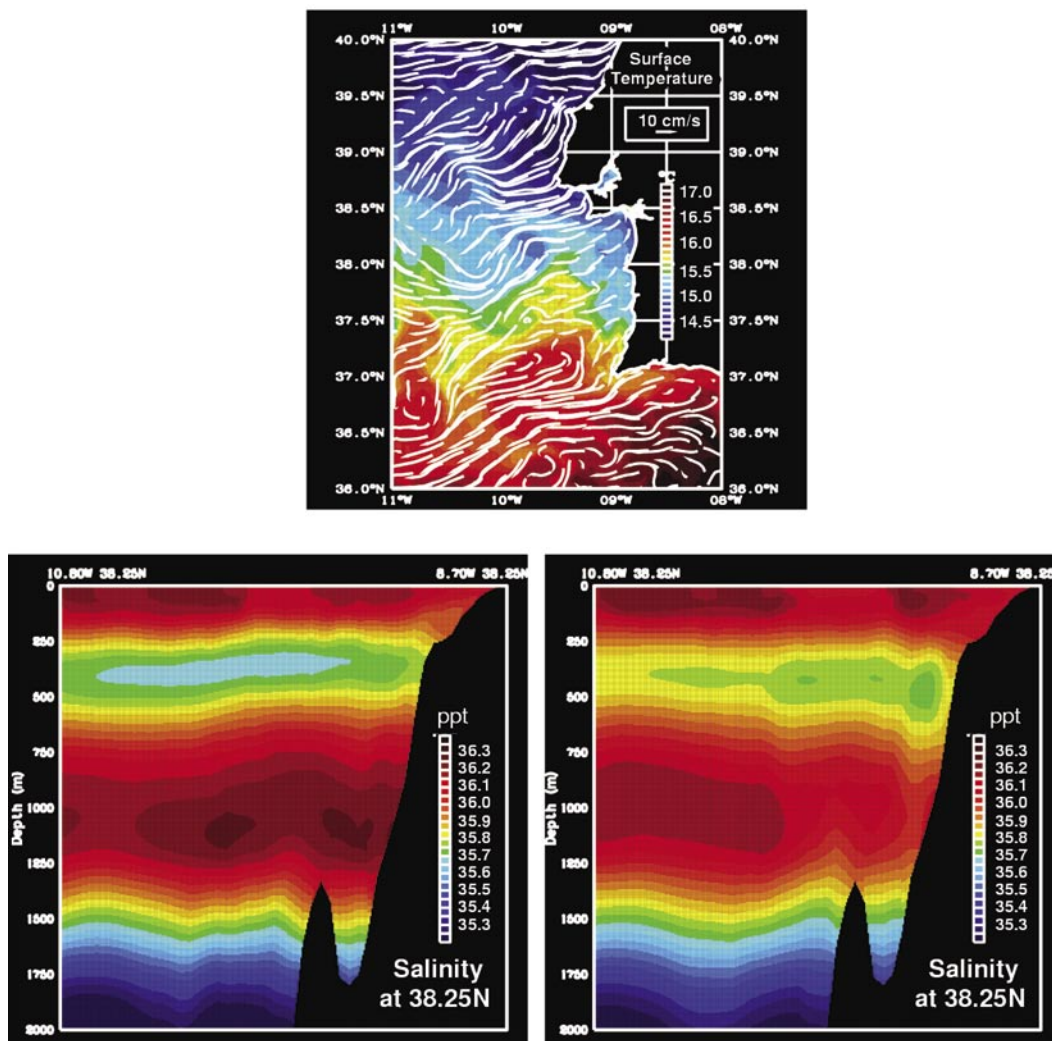 11°W 10°W 09°W 08°W
40.0°N 40.0°N
Surface
Temperature
39.5°N 39.5°N
10 cm/s
39.0°N 39.0°N
°C
17.0
38.5°N 38.5°N
16.5
16.0
38.0°N 38.0°N
15.5
15.0
37.5°N 37.5°N
14.5
37.0°N 37.0°N
36.5°N 36.5°N
36.0°N 36.0°N
11°W 10°W 09°W 08°W
10.80W 38.25N 8.70W 38.25N
0
250
500
750
1000
1250
1500
1750
2000
Depth (m)
ppt
36.3
36.2
36.1
36.0
35.9
35.8
35.7
35.6
35.5
35.4
35.3
Salinity
at 38.25N
10.80W 38.25N 8.70W 38.25
0
250
500
750
1000
1250
1500
1750
2000
Depth (m)
ppt
36.3
36.2
36.1
36.0
35.9
35.8
35.7
35.6
35.5
35.4
35.3
Salinity
at 38.25N